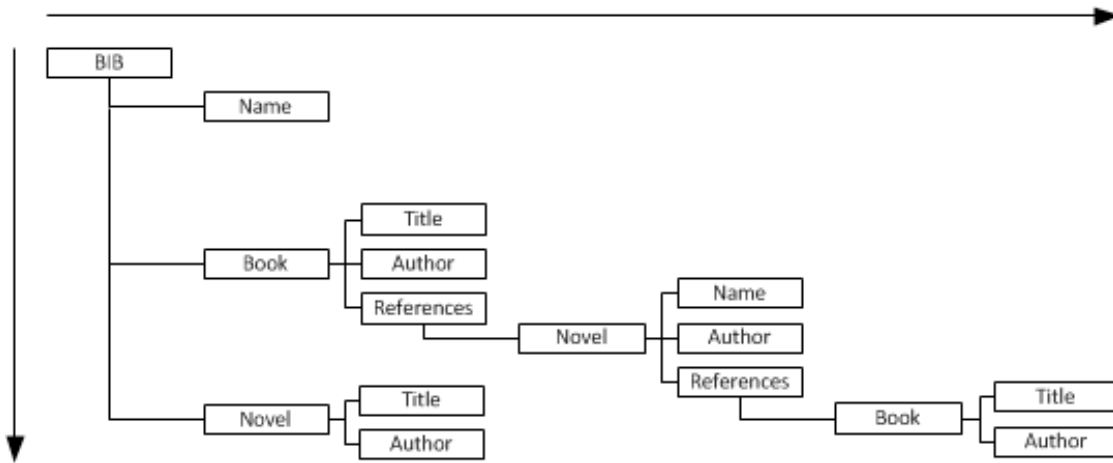 BIB
Name
Title
Book
Author
References
Name
Novel
Author
References
Title
Novel
Author
Book
Title
Author